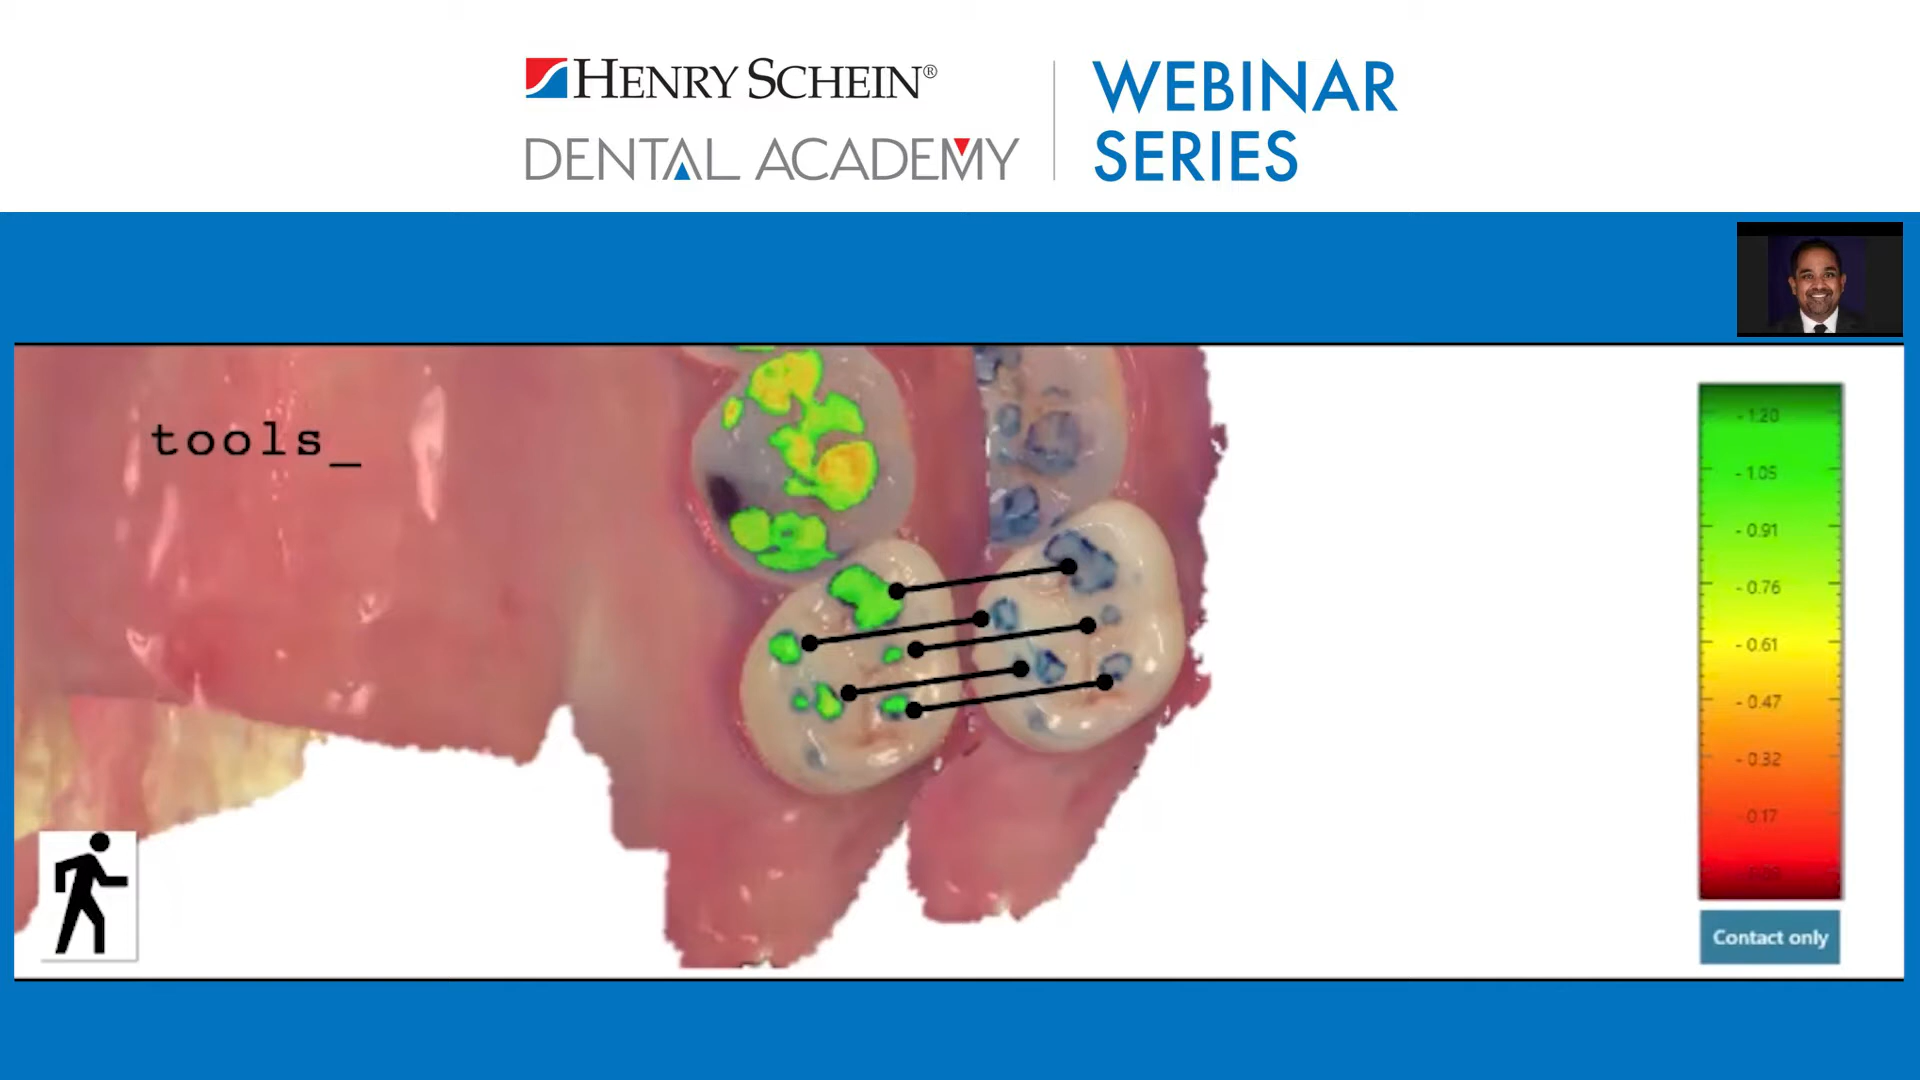 HENRY SCHEIN®
DENTAL ACADEMY
WEBINAR
SERIES
tools_
- 1.20
- 1.05
- 0.91
- 0.76
- 0.61
- 0.47
- 0.32
- 0.17
Contact only